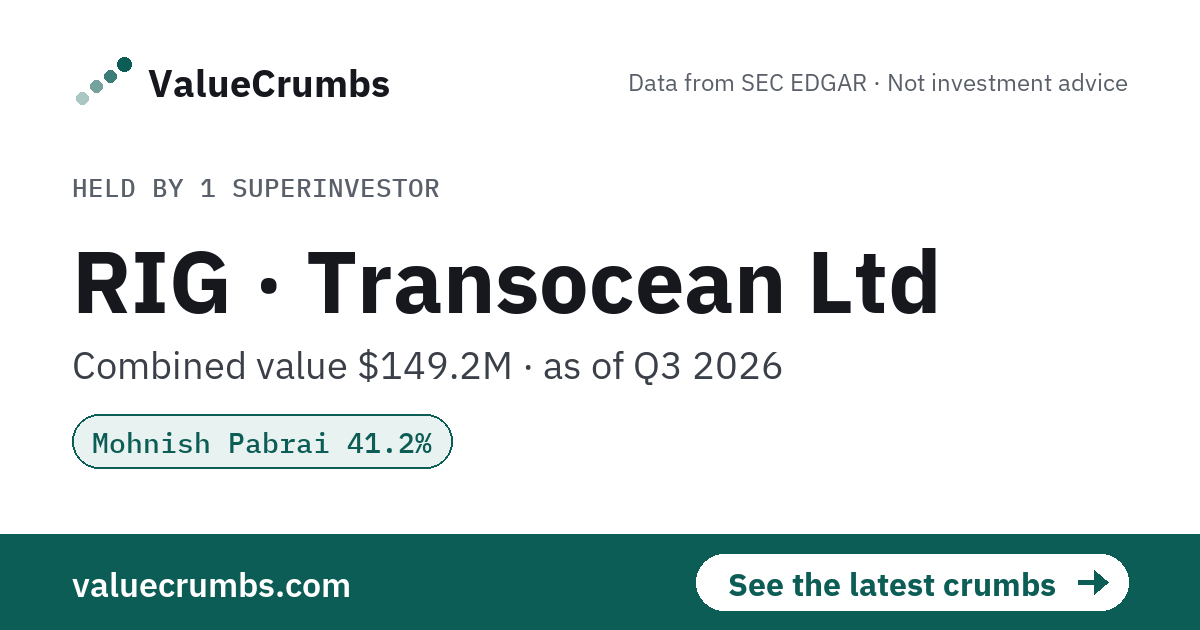 ValueCrumbs
Data from SEC EDGAR · Not investment advice
HELD BY 1 SUPERINVESTOR
RIG · Transocean Ltd
Combined value $149.2M · as of Q3 2026
Mohnish Pabrai 41.2%
valuecrumbs.com
See the latest crumbs →